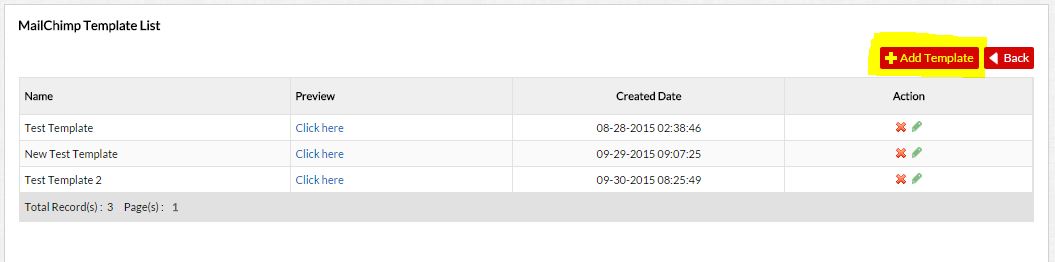 MailChimp Template List
Add Template Back
Name Preview Created Date Action
Test Template Click here 08-28-2015 02:38:46
New Test Template Click here 09-29-2015 09:07:25
Test Template 2 Click here 09-30-2015 08:25:49
Total Record(s) : 3 Page(s) : 1